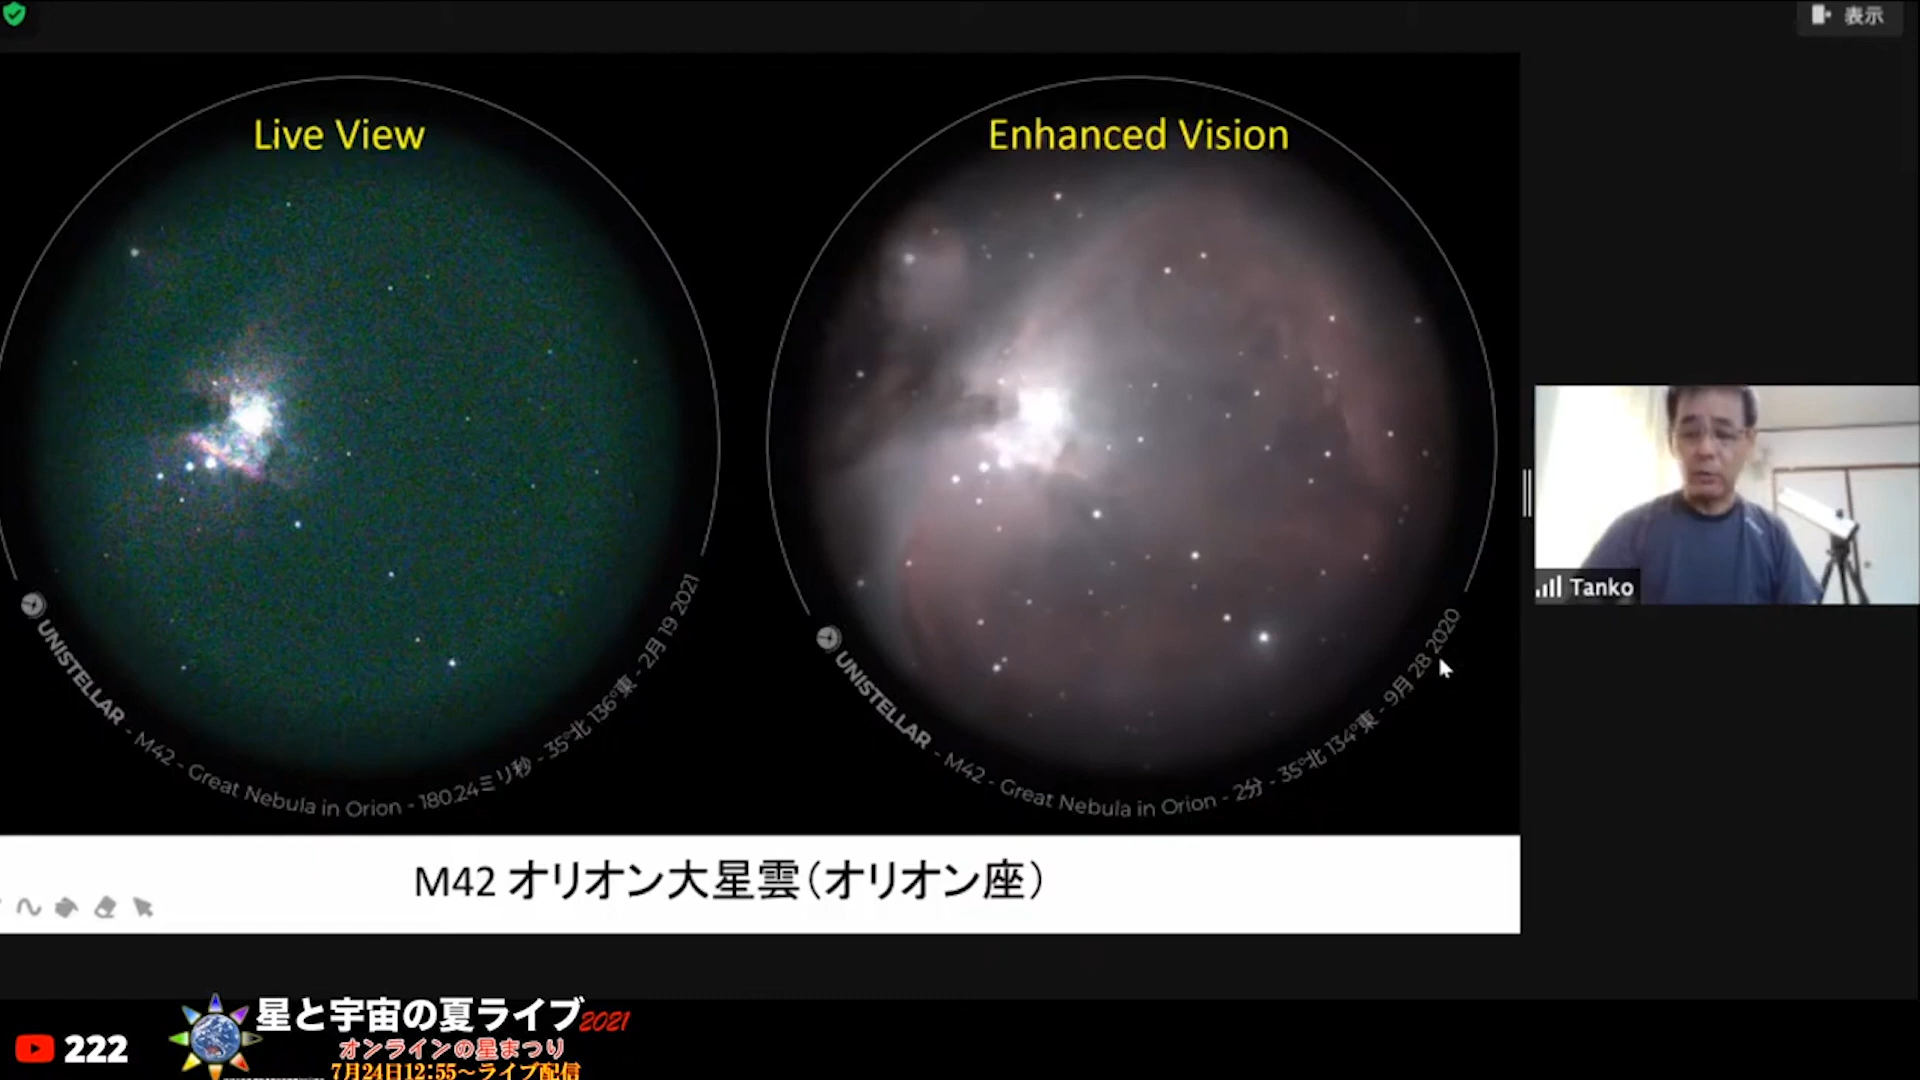 表示
Live View
Enhanced Vision
UNISTELLAR - M42 - Great Nebula in Orion - 180.24ミリ秒 - 35°北 136°東 - 2月 19 2021
UNISTELLAR - M42 - Great Nebula in Orion - 2分 - 35°北 134°東 - 9月 28 2020
Tanko
M42 オリオン大星雲(オリオン座)
222
星と宇宙の夏ライブ2021
オンラインの星まつり
7月24日12:55～ライブ配信